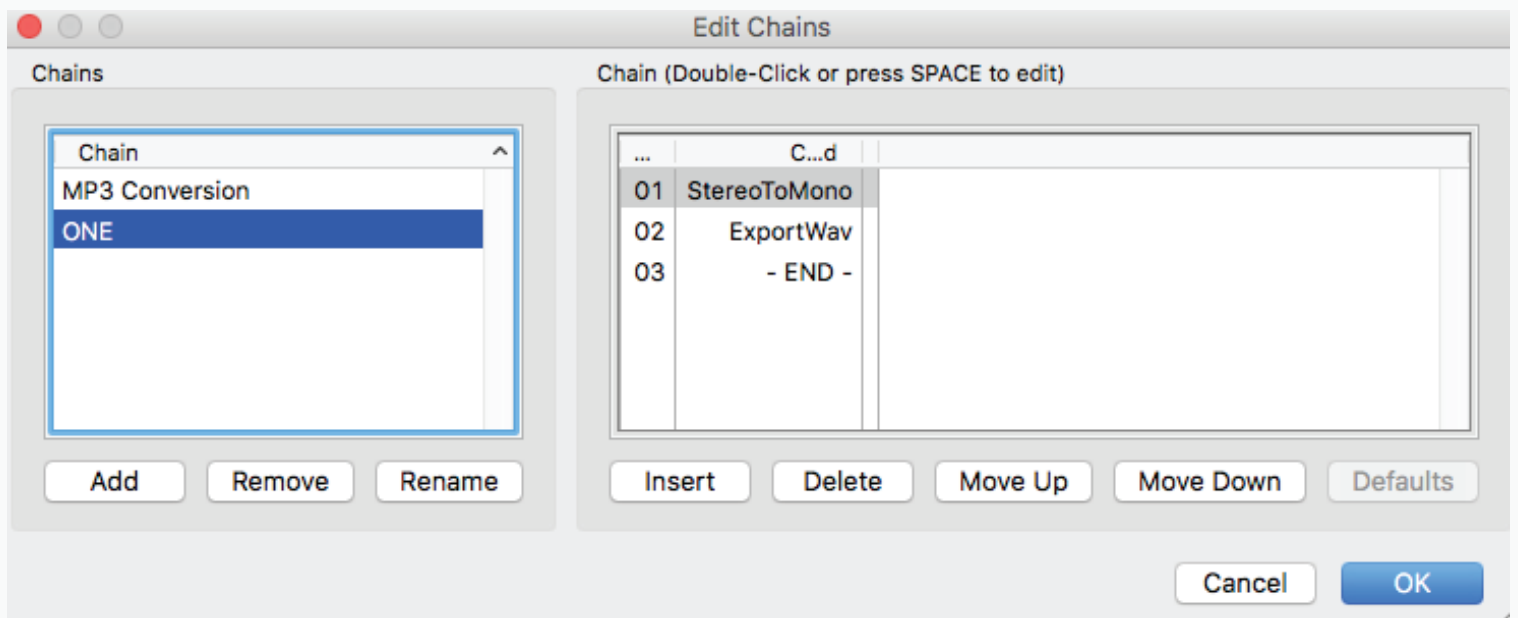 Edit Chains
Chains
Chain (Double-Click or press SPACE to edit)
Chain
MP3 Conversion
ONE
... C...d
01 StereoToMono
02 ExportWav
03 - END -
Add Remove Rename
Insert Delete Move Up Move Down Defaults
Cancel OK